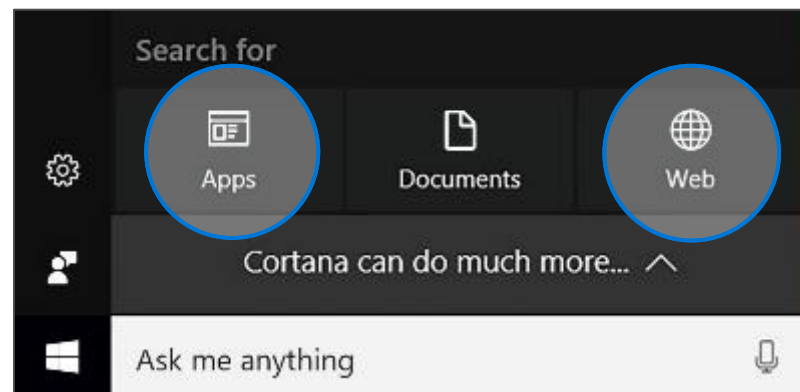 Search for
Apps Documents Web
Cortana can do much more...
Ask me anything